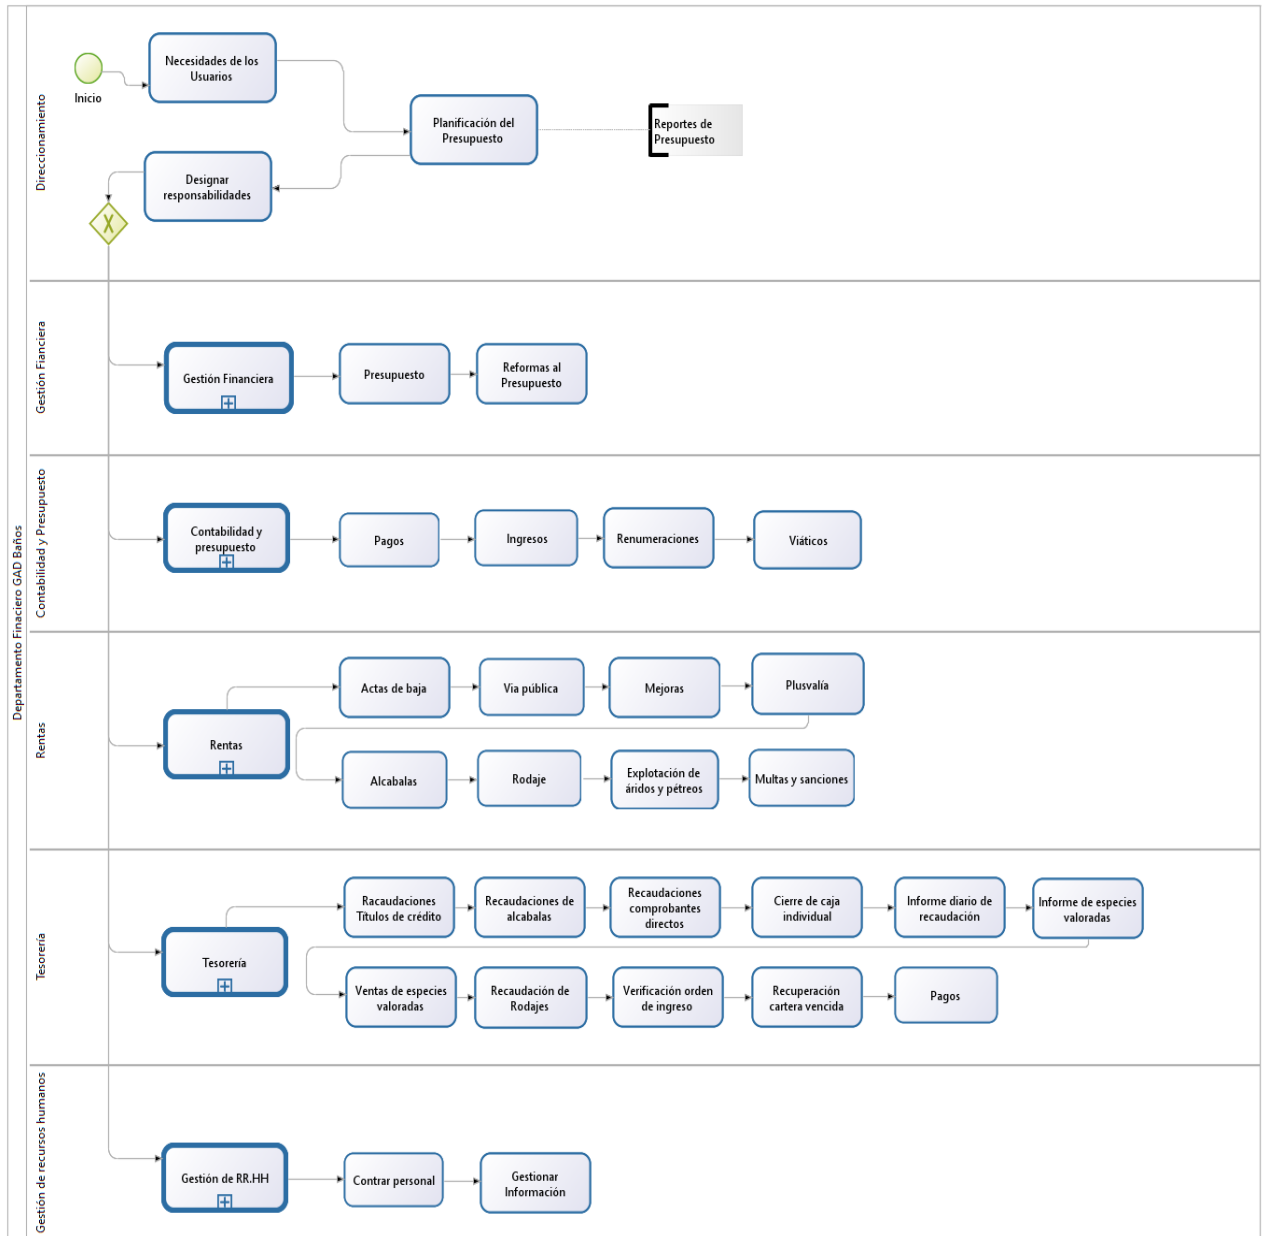 Departamento Finaciero GAD Baños
Direccionamiento
Inicio
Necesidades de los
Usuarios
Planificación del
Presupuesto
Reportes de
Presupuesto
Designar
responsabilidades
Gestión Fianciera
Gestión Financiera
Presupuesto
Reformas al
Presupuesto
Contabilidad y Presupuesto
Contabilidad y
presupuesto
Pagos
Ingresos
Renumeraciones
Viáticos
Rentas
Rentas
Actas de baja
Via pública
Mejoras
Plusvalía
Alcabalas
Rodaje
Explotación de
áridos y pétreos
Multas y sanciones
Tesorería
Tesorería
Racaudaciones
Títulos de crédito
Recaudaciones de
alcabalas
Recaudaciones
comprobantes
directos
Cierre de caja
individual
Informe diario de
recaudación
Informe de especies
valoradas
Ventas de especies
valoradas
Recaudación de
Rodajes
Verificación orden
de ingreso
Recuperación
cartera vencida
Pagos
Gestión de recursos humanos
Gestión de RR.HH
Contrar personal
Gestionar
Información